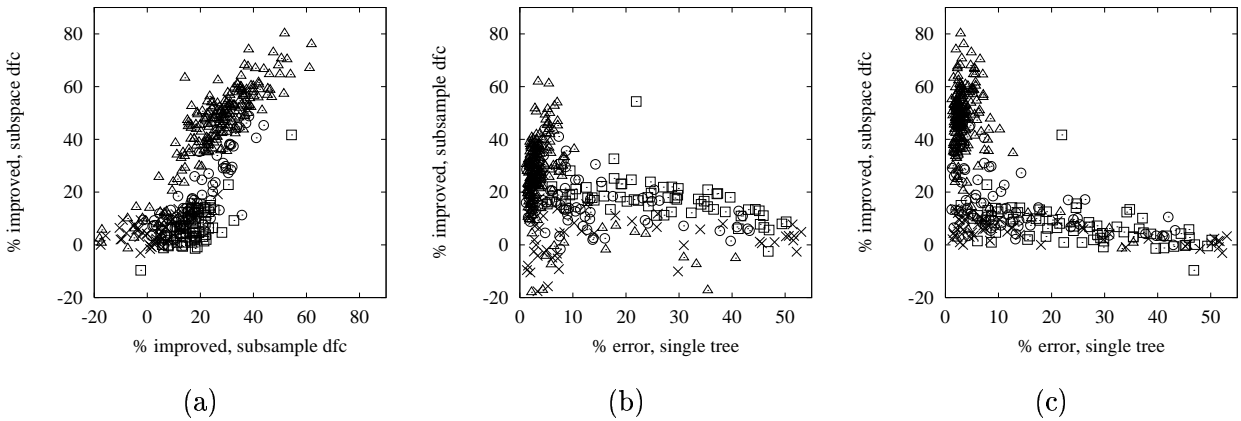 80
60
40
20
0
-20
-20 0 20 40 60 80
% improved, subspace dfc
% improved, subsample dfc
(a)
80
60
40
20
0
-20
0 10 20 30 40 50
% improved, subsample dfc
% error, single tree
(b)
80
60
40
20
0
-20
0 10 20 30 40 50
% improved, subspace dfc
% error, single tree
(c)